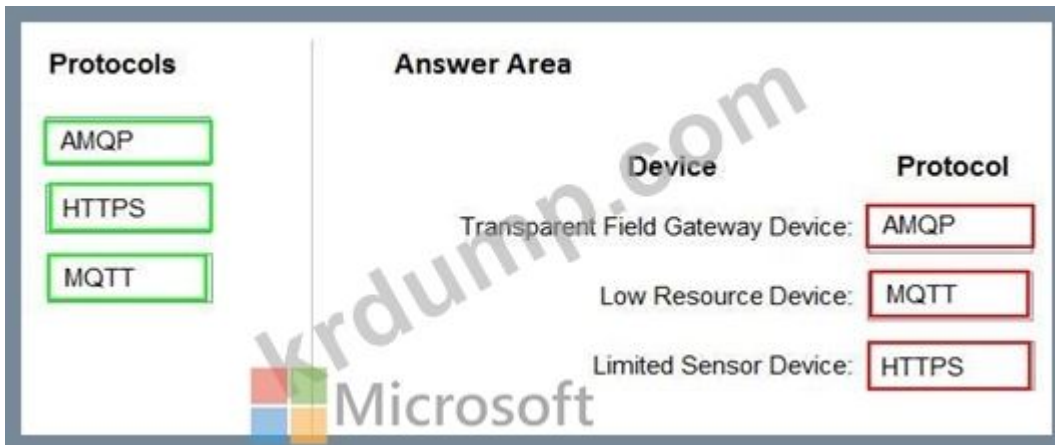 Protocols
Answer Area
AMQP
HTTPS
MQTT
Device Protocol
Transparent Field Gateway Device: AMQP
Low Resource Device: MQTT
Limited Sensor Device: HTTPS
krdump.com
Microsoft